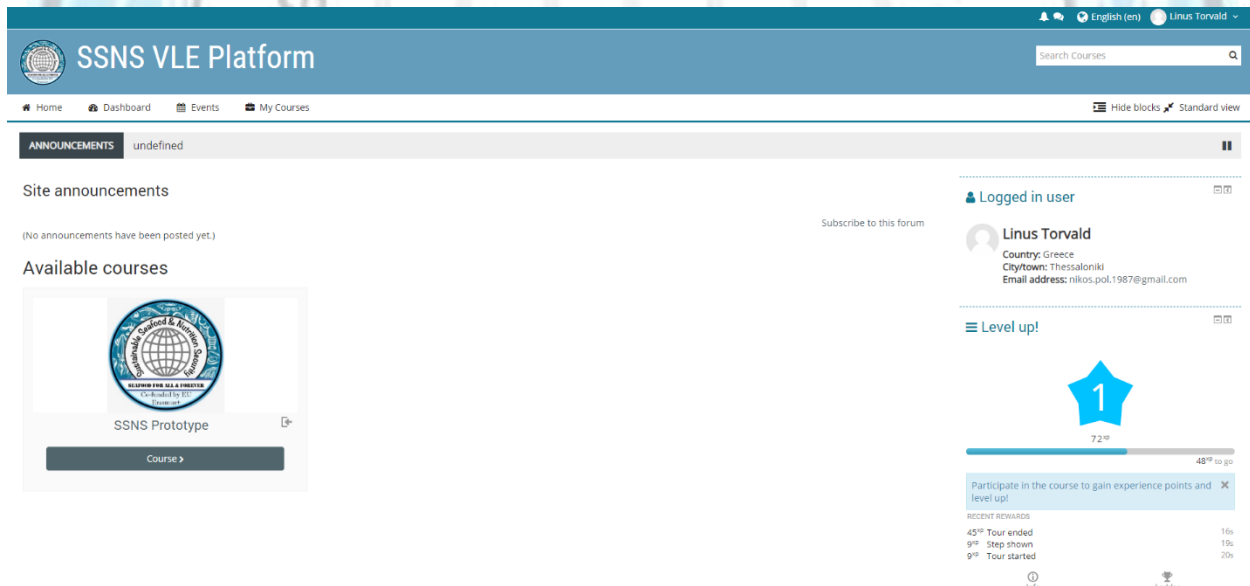 English (en) Linus Torvald
SSNS VLE Platform
Search Courses
Home Dashboard Events My Courses
Hide blocks Standard view
ANNOUNCEMENTS undefined
Site announcements
Subscribe to this forum
(No announcements have been posted yet.)
Available courses
Sustainable Seafood & Nutrition Security
SEAFOOD FOR ALL & FOREVER
Co-funded by EU
SSNS Prototype
Course
Logged in user
Linus Torvald
Country: Greece
City/town: Thessaloniki
Email address: nikos.pol.1987@gmail.com
Level up!
1
72xp
48xp to go
Participate in the course to gain experience points and
level up!
RECENT REWARDS
45xp Tour ended 16s
9xp Step shown 19s
9xp Tour started 20s